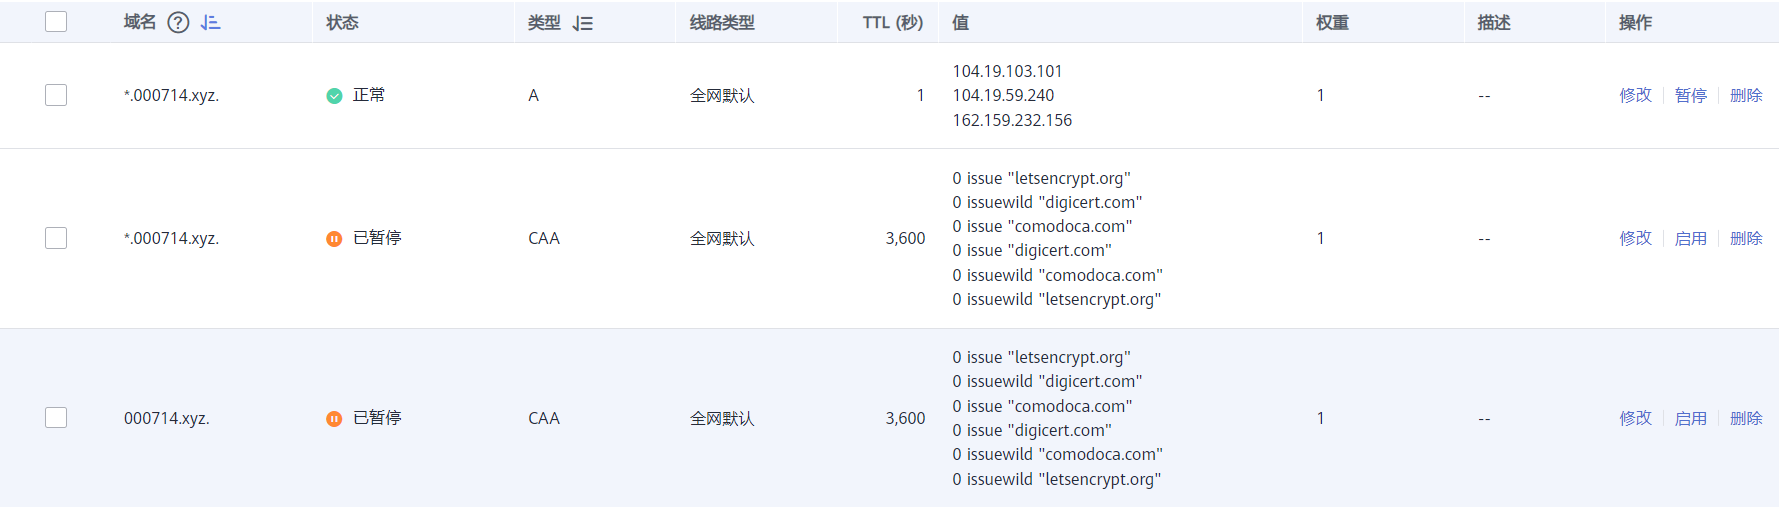 域名 状态 类型 线路类型 TTL (秒) 值 权重 描述 操作
104.19.103.101
*.000714.xyz. 正常 A 全网默认 1 104.19.59.240 1 -- 修改 暂停 删除
162.159.232.156
0 issue "letsencrypt.org"
0 issuewild "digicert.com"
0 issue "comodoca.com"
*.000714.xyz. 已暂停 CAA 全网默认 3,600 1 -- 修改 启用 删除
0 issue "digicert.com"
0 issuewild "comodoca.com"
0 issuewild "letsencrypt.org"
0 issue "letsencrypt.org"
0 issuewild "digicert.com"
0 issue "comodoca.com"
000714.xyz. 已暂停 CAA 全网默认 3,600 1 -- 修改 启用 删除
0 issue "digicert.com"
0 issuewild "comodoca.com"
0 issuewild "letsencrypt.org"